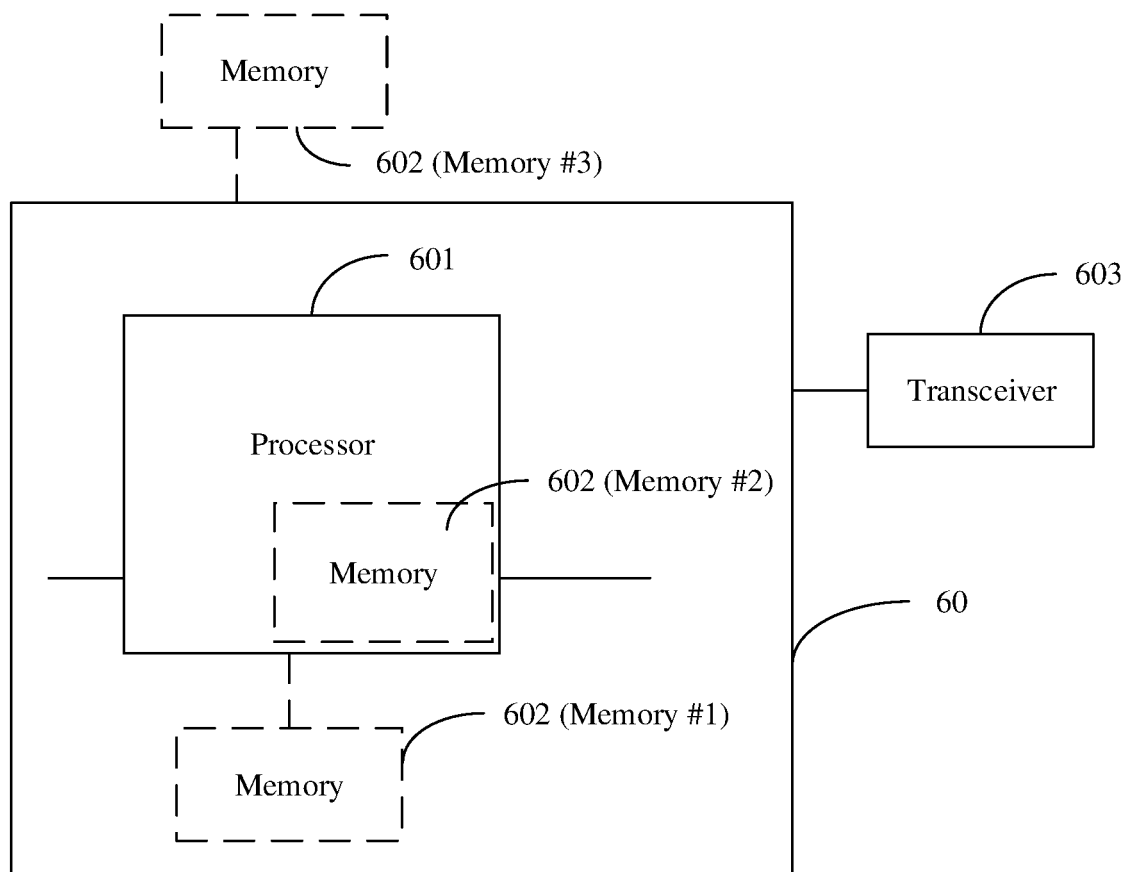 Memory
602 (Memory #3)
601
603
Transceiver
Processor
602 (Memory #2)
Memory
60
602 (Memory #1)
Memory